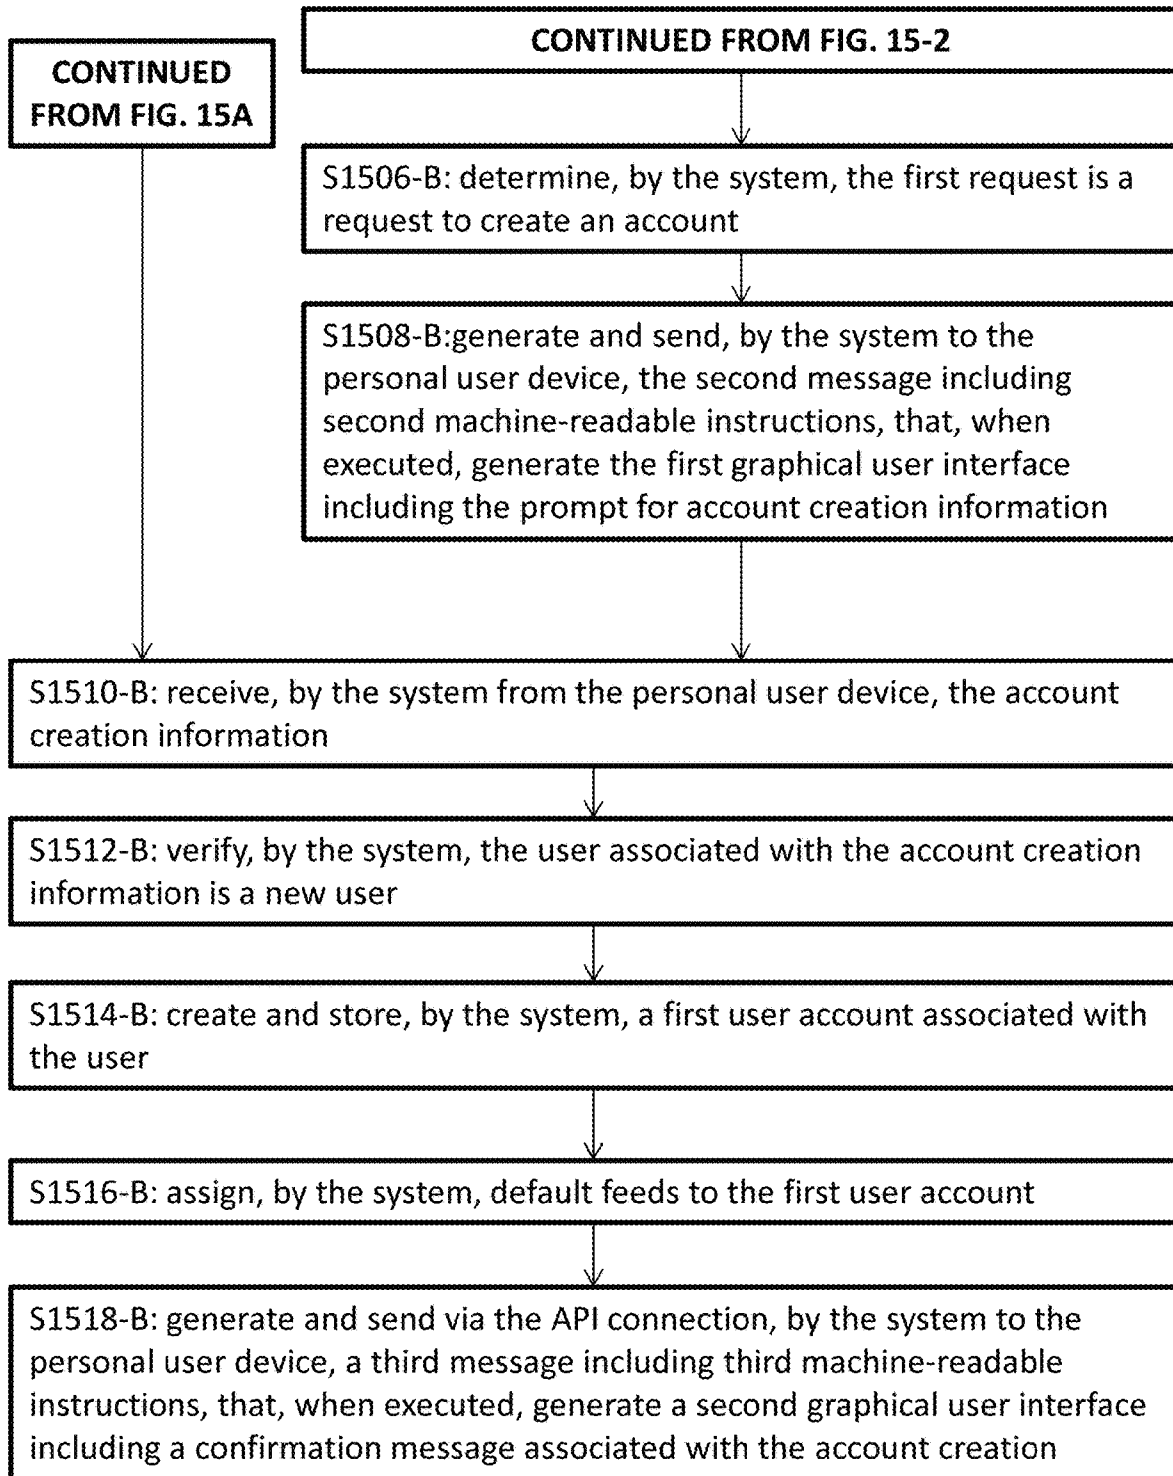 CONTINUED FROM FIG. 15-2
CONTINUED
FROM FIG. 15A
S1506-B: determine, by the system, the first request is a
request to create an account
S1508-B:generate and send, by the system to the
personal user device, the second message including
second machine-readable instructions, that, when
executed, generate the first graphical user interface
including the prompt for account creation information
S1510-B: receive, by the system from the personal user device, the account
creation information
S1512-B: verify, by the system, the user associated with the account creation
information is a new user
S1514-B: create and store, by the system, a first user account associated with
the user
S1516-B: assign, by the system, default feeds to the first user account
S1518-B: generate and send via the API connection, by the system to the
personal user device, a third message including third machine-readable
instructions, that, when executed, generate a second graphical user interface
including a confirmation message associated with the account creation